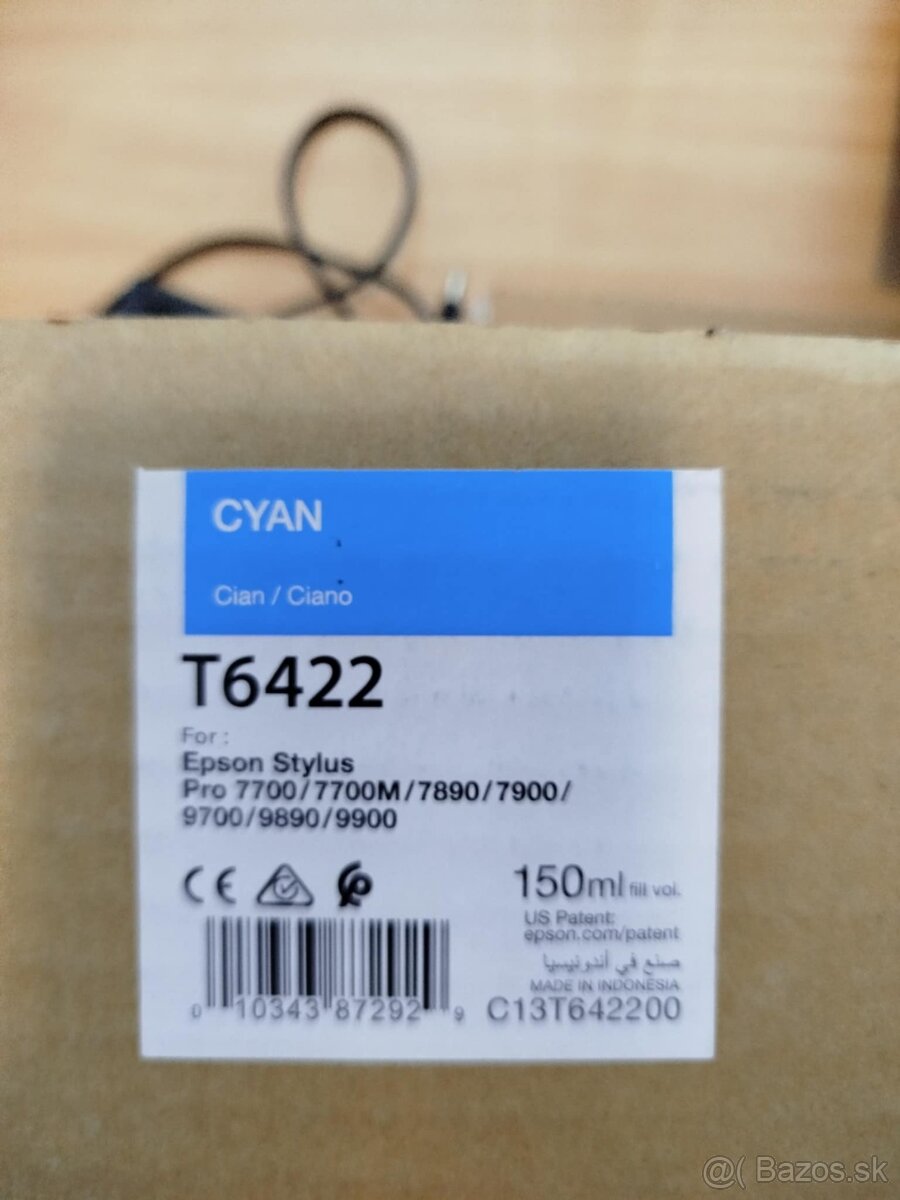 CYAN
Cian / Ciano
T6422
For :
Epson Stylus
Pro 7700/7700M/7890/7900/
9700/9890/9900
CE
150ml fill vol.
US Patent:
epson.com/patent
صنع في أندونيسيا
MADE IN INDONESIA
0 10343 87292 9
C13T642200
@( Bazos.sk